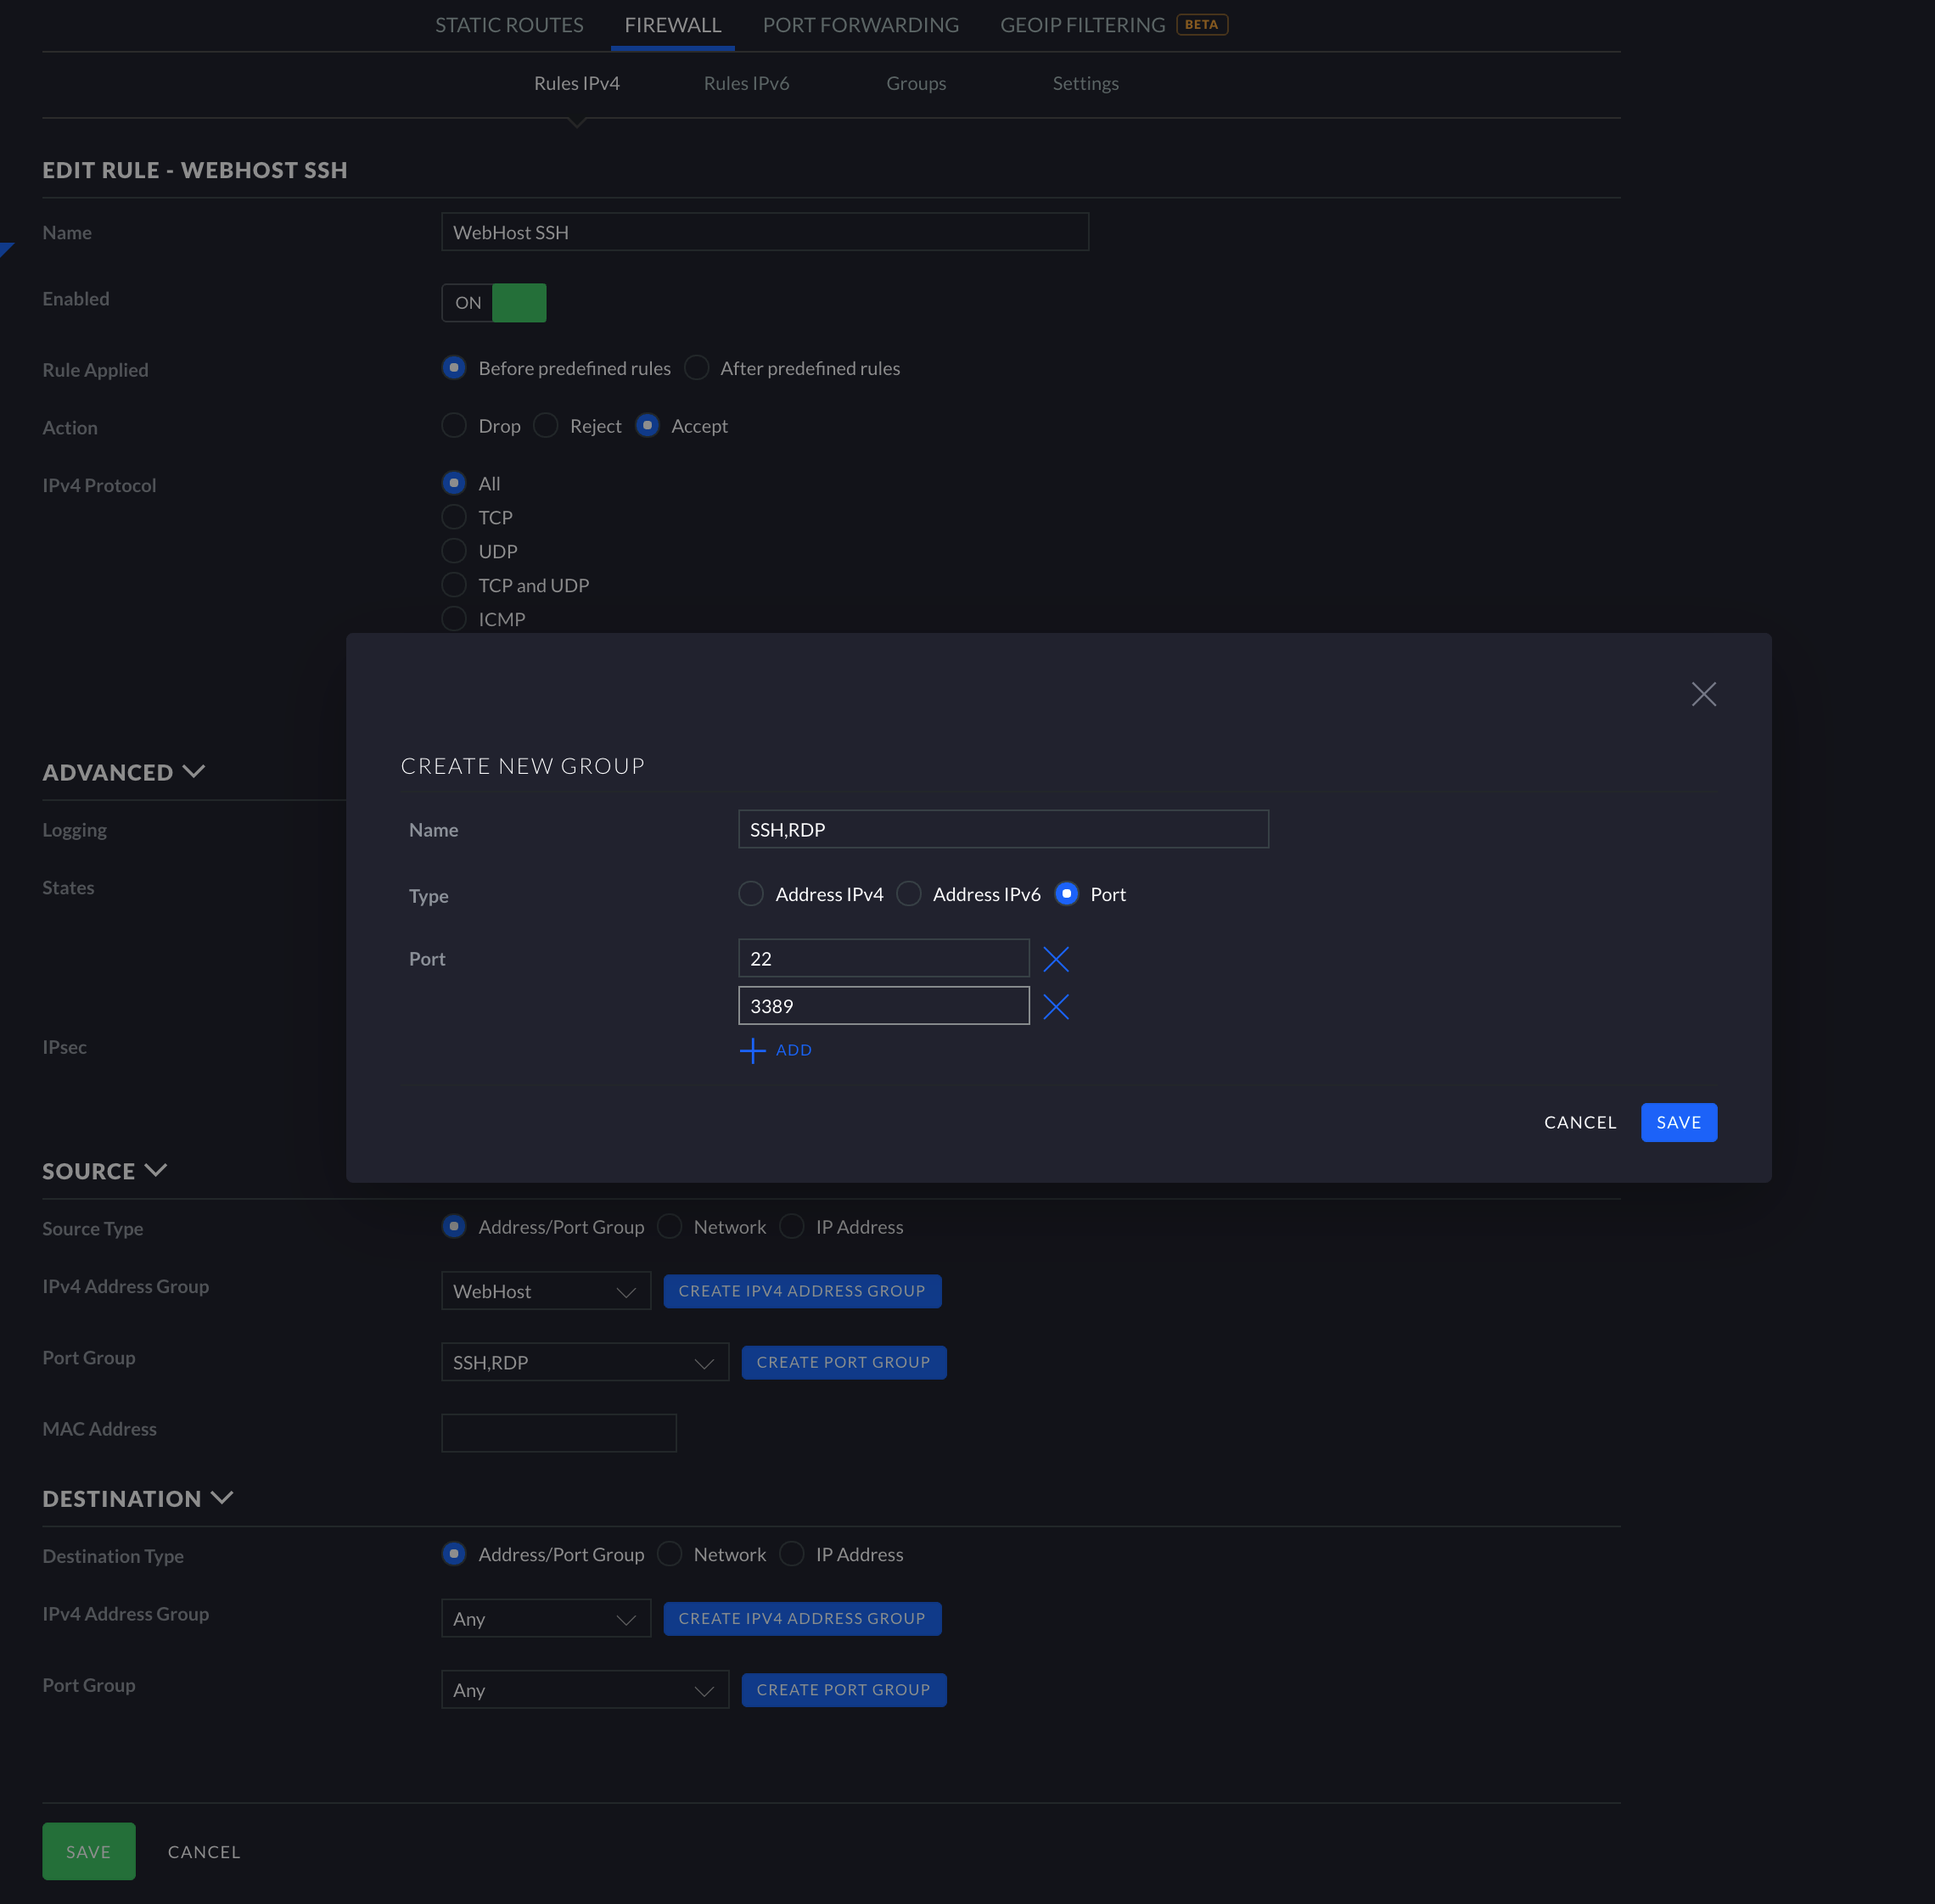 STATIC ROUTES FIREWALL PORT FORWARDING GEOIP FILTERING BETA
Rules IPv4 Rules IPv6 Groups Settings
EDIT RULE - WEBHOST SSH
Name WebHost SSH
Enabled ON
Rule Applied Before predefined rules After predefined rules
Action Drop Reject Accept
IPv4 Protocol All
TCP
UDP
TCP and UDP
ICMP
CREATE NEW GROUP
Name SSH,RDP
Type Address IPv4 Address IPv6 Port
Port 22
3389
ADD
CANCEL SAVE
ADVANCED
Logging
States
IPsec
SOURCE
Source Type Address/Port Group Network IP Address
IPv4 Address Group WebHost CREATE IPV4 ADDRESS GROUP
Port Group SSH,RDP CREATE PORT GROUP
MAC Address
DESTINATION
Destination Type Address/Port Group Network IP Address
IPv4 Address Group Any CREATE IPV4 ADDRESS GROUP
Port Group Any CREATE PORT GROUP
SAVE CANCEL